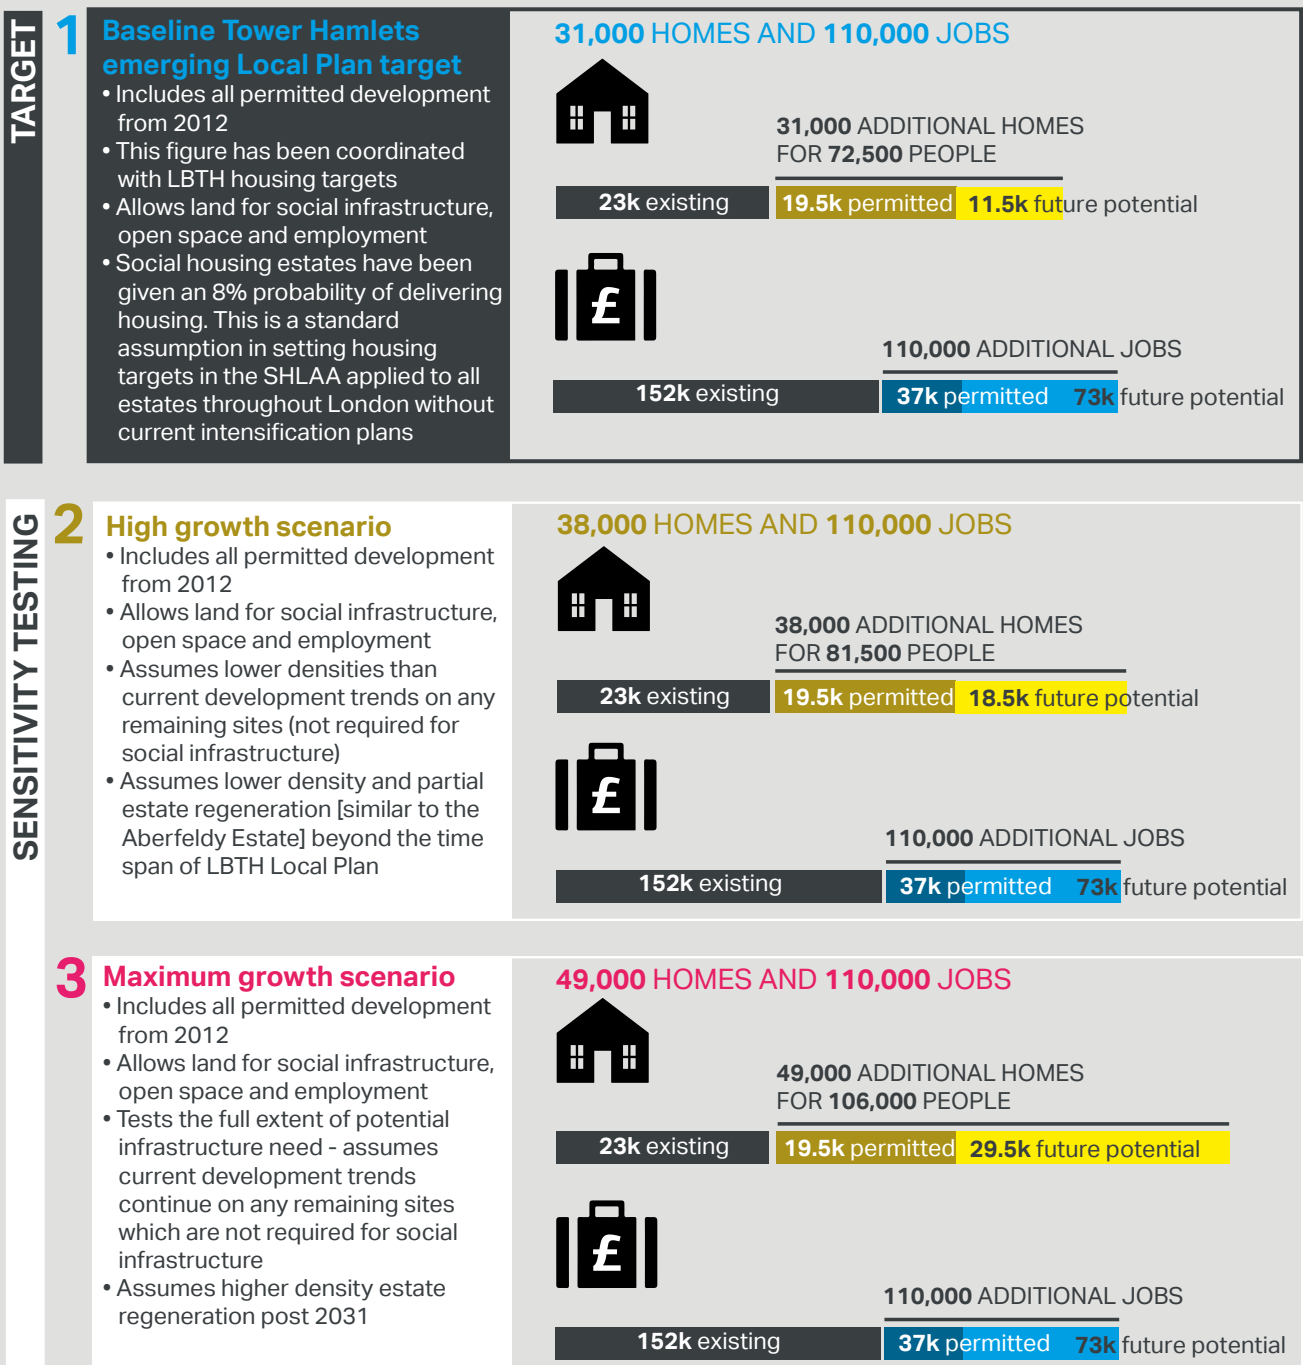 TARGET
1
Baseline Tower Hamlets
emerging Local Plan target
• Includes all permitted development
from 2012
• This figure has been coordinated
with LBTH housing targets
• Allows land for social infrastructure,
open space and employment
• Social housing estates have been
given an 8% probability of delivering
housing. This is a standard
assumption in setting housing
targets in the SHLAA applied to all
estates throughout London without
current intensification plans
31,000 HOMES AND 110,000 JOBS
31,000 ADDITIONAL HOMES
FOR 72,500 PEOPLE
23k existing 19.5k permitted 11.5k future potential
£
110,000 ADDITIONAL JOBS
152k existing 37k permitted 73k future potential
SENSITIVITY TESTING
2
High growth scenario
• Includes all permitted development
from 2012
• Allows land for social infrastructure,
open space and employment
• Assumes lower densities than
current development trends on any
remaining sites (not required for
social infrastructure)
• Assumes lower density and partial
estate regeneration [similar to the
Aberfeldy Estate] beyond the time
span of LBTH Local Plan
38,000 HOMES AND 110,000 JOBS
38,000 ADDITIONAL HOMES
FOR 81,500 PEOPLE
23k existing 19.5k permitted 18.5k future potential
£
110,000 ADDITIONAL JOBS
152k existing 37k permitted 73k future potential
3
Maximum growth scenario
• Includes all permitted development
from 2012
• Allows land for social infrastructure,
open space and employment
• Tests the full extent of potential
infrastructure need - assumes
current development trends
continue on any remaining sites
which are not required for social
infrastructure
• Assumes higher density estate
regeneration post 2031
49,000 HOMES AND 110,000 JOBS
49,000 ADDITIONAL HOMES
FOR 106,000 PEOPLE
23k existing 19.5k permitted 29.5k future potential
£
110,000 ADDITIONAL JOBS
152k existing 37k permitted 73k future potential